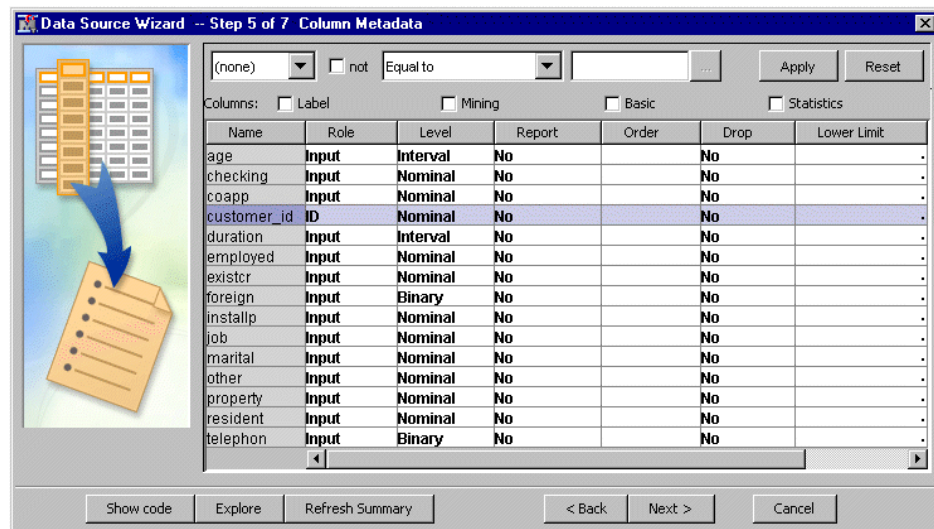 Data Source Wizard -- Step 5 of 7 Column Metadata
(none) not Equal to ... Apply Reset
Columns: Label Mining Basic Statistics
Name Role Level Report Order Drop Lower Limit
age Input Interval No No .
checking Input Nominal No No .
coapp Input Nominal No No .
customer_id ID Nominal No No .
duration Input Interval No No .
employed Input Nominal No No .
existcr Input Nominal No No .
foreign Input Binary No No .
installp Input Nominal No No .
job Input Nominal No No .
marital Input Nominal No No .
other Input Nominal No No .
property Input Nominal No No .
resident Input Nominal No No .
telephon Input Binary No No .
Show code Explore Refresh Summary < Back Next > Cancel